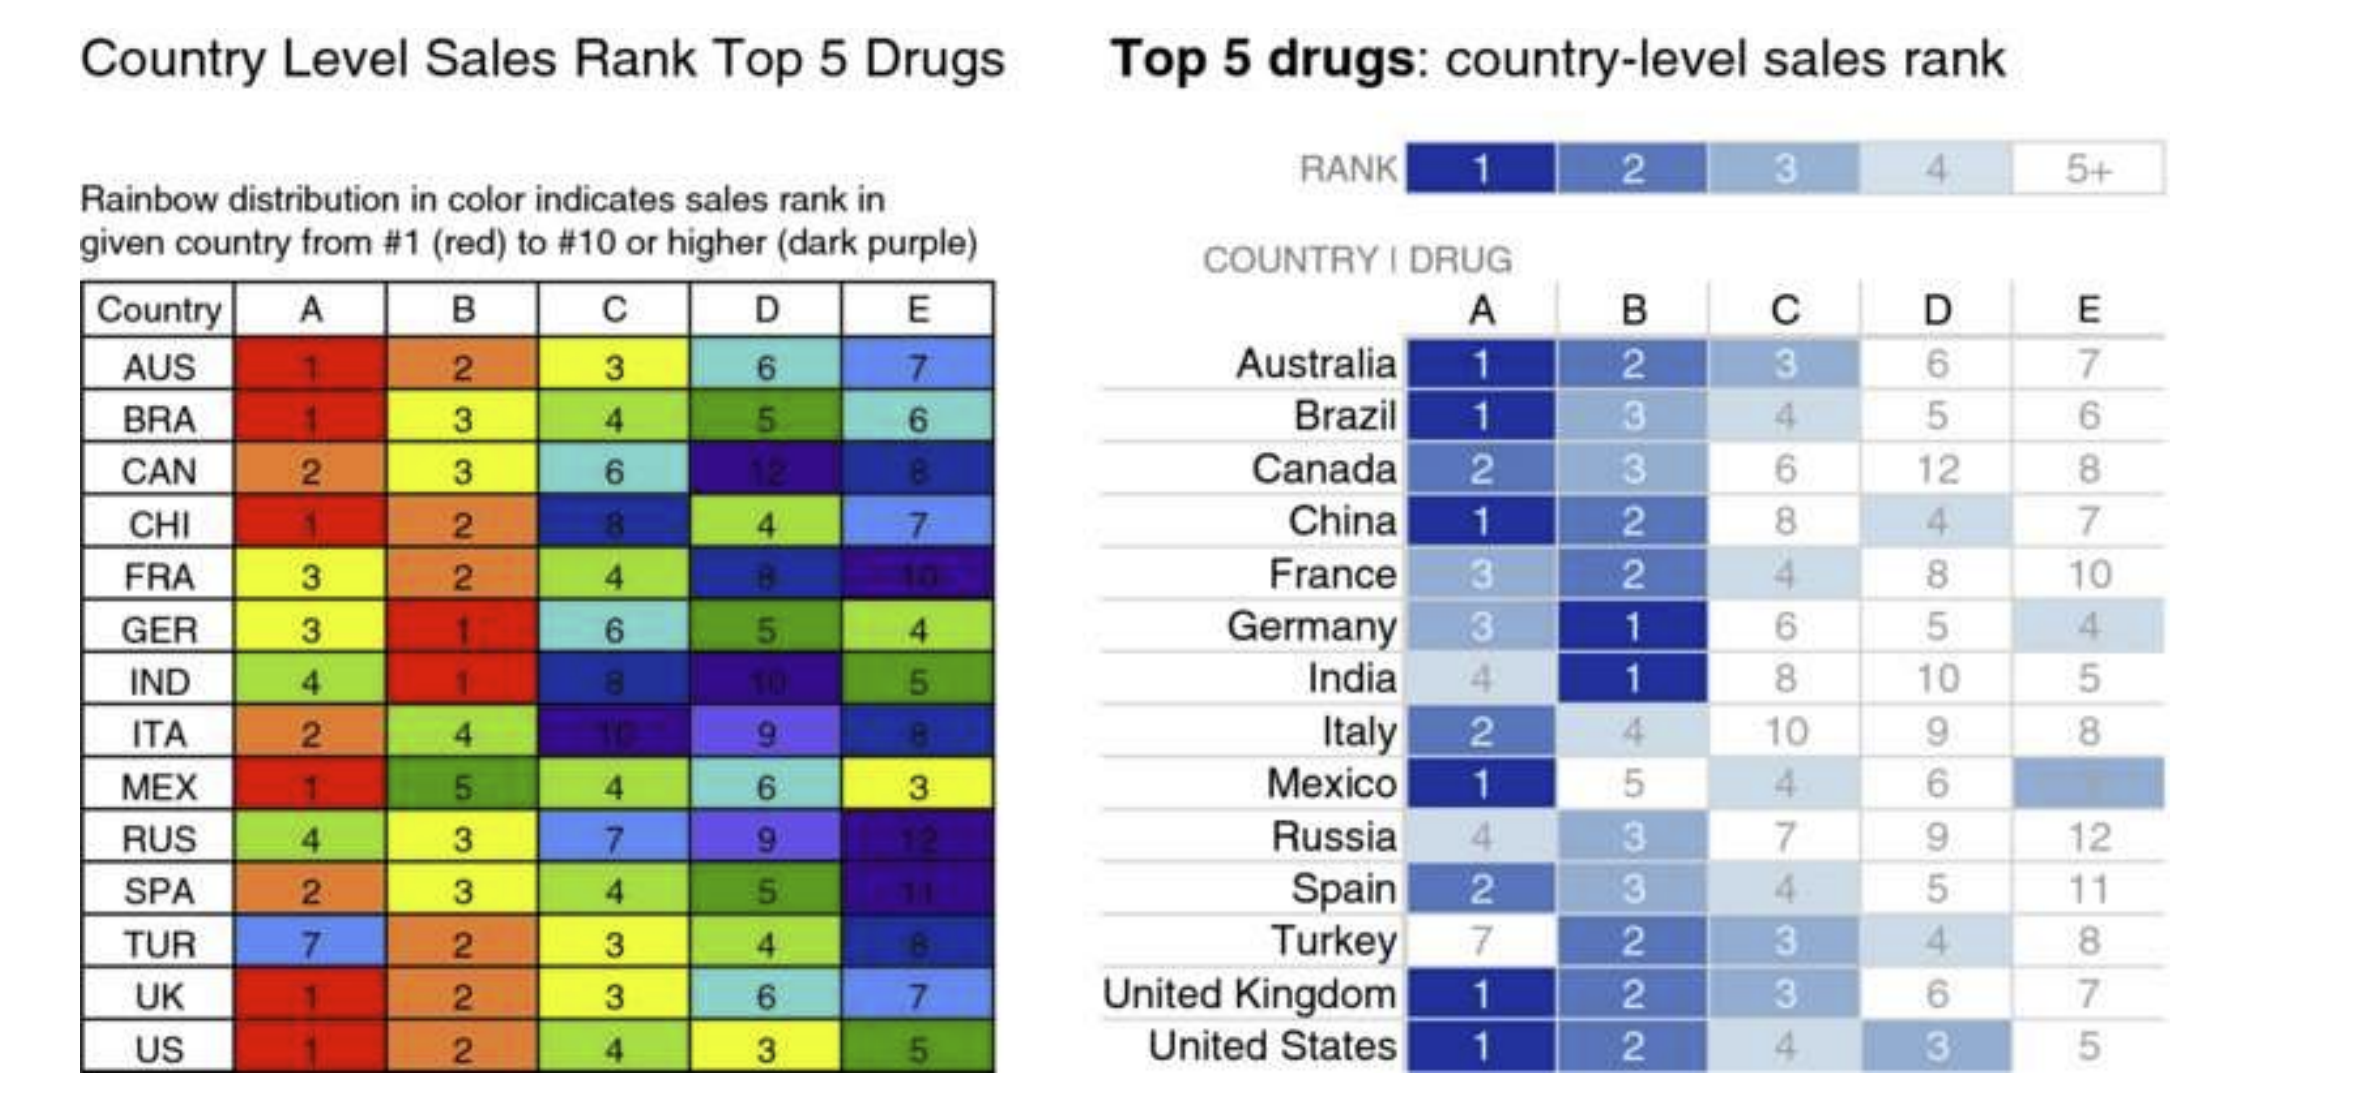 Country Level Sales Rank Top 5 Drugs
Rainbow distribution in color indicates sales rank in
given country from #1 (red) to #10 or higher (dark purple)
Country A B C D E
AUS 1 2 3 6 7
BRA 1 3 4 5 6
CAN 2 3 6 12 8
CHI 1 2 8 4 7
FRA 3 2 4 8 10
GER 3 1 6 5 4
IND 4 1 8 10 5
ITA 2 4 10 9 8
MEX 1 5 4 6 3
RUS 4 3 7 9 12
SPA 2 3 4 5 11
TUR 7 2 3 4 8
UK 1 2 3 6 7
US 1 2 4 3 5
Top 5 drugs: country-level sales rank
RANK 1 2 3 4 5+
COUNTRY | DRUG
A B C D E
Australia 1 2 3 6 7
Brazil 1 3 4 5 6
Canada 2 3 6 12 8
China 1 2 8 4 7
France 3 2 4 8 10
Germany 3 1 6 5 4
India 4 1 8 10 5
Italy 2 4 10 9 8
Mexico 1 5 4 6
Russia 4 3 7 9 12
Spain 2 3 4 5 11
Turkey 7 2 3 4 8
United Kingdom 1 2 3 6 7
United States 1 2 4 3 5